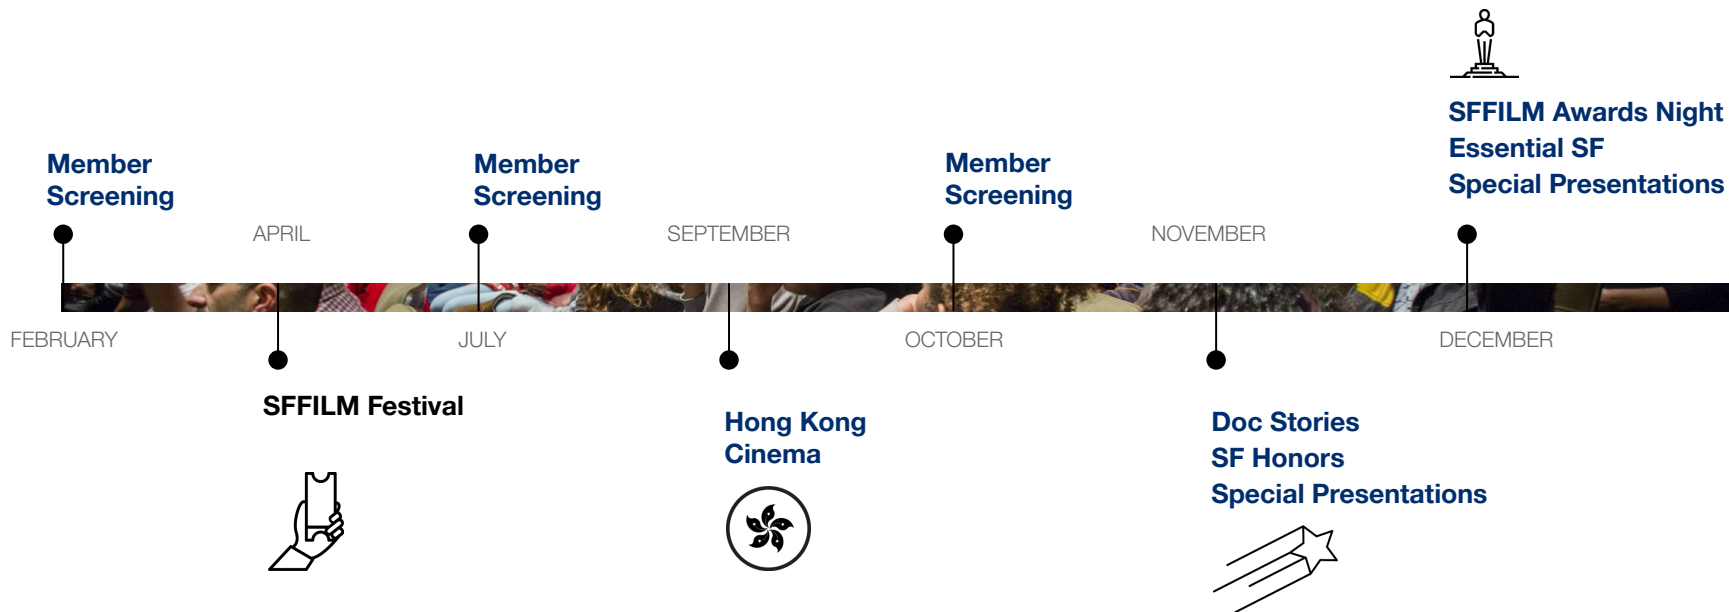 Member
Screening
FEBRUARY
APRIL
SFFILM Festival
Member
Screening
JULY
SEPTEMBER
Hong Kong
Cinema
Member
Screening
OCTOBER
NOVEMBER
Doc Stories
SF Honors
Special Presentations
SFFILM Awards Night
Essential SF
Special Presentations
DECEMBER